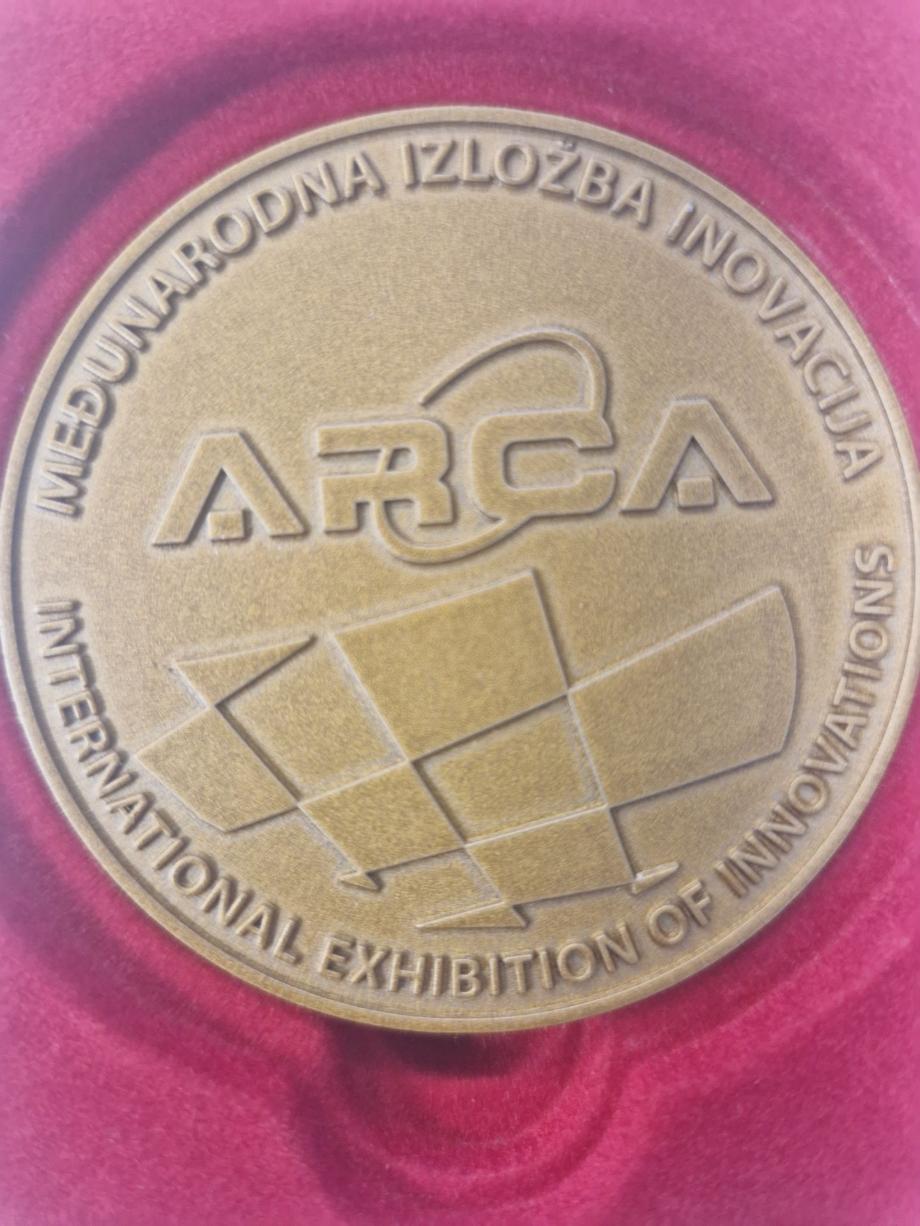 MEĐUNARODNA IZLOŽBA INOVACIJA
ARCA
INTERNATIONAL EXHIBITION OF INNOVATIONS